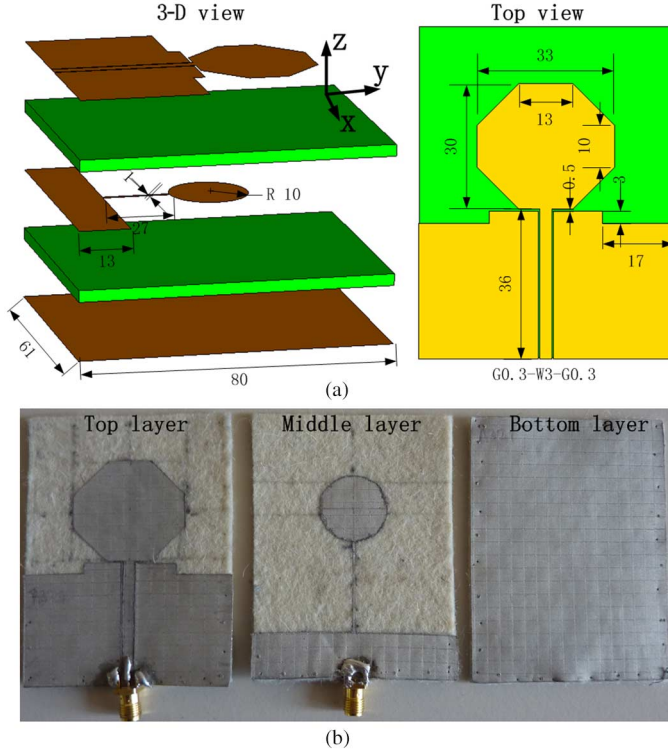 3-D view
Top view
z
y
x
33
13
30
10
0.5
3
1
R 10
27
13
36
17
61
80
G0.3-W3-G0.3
(a)
Top layer
Middle layer
Bottom layer
(b)